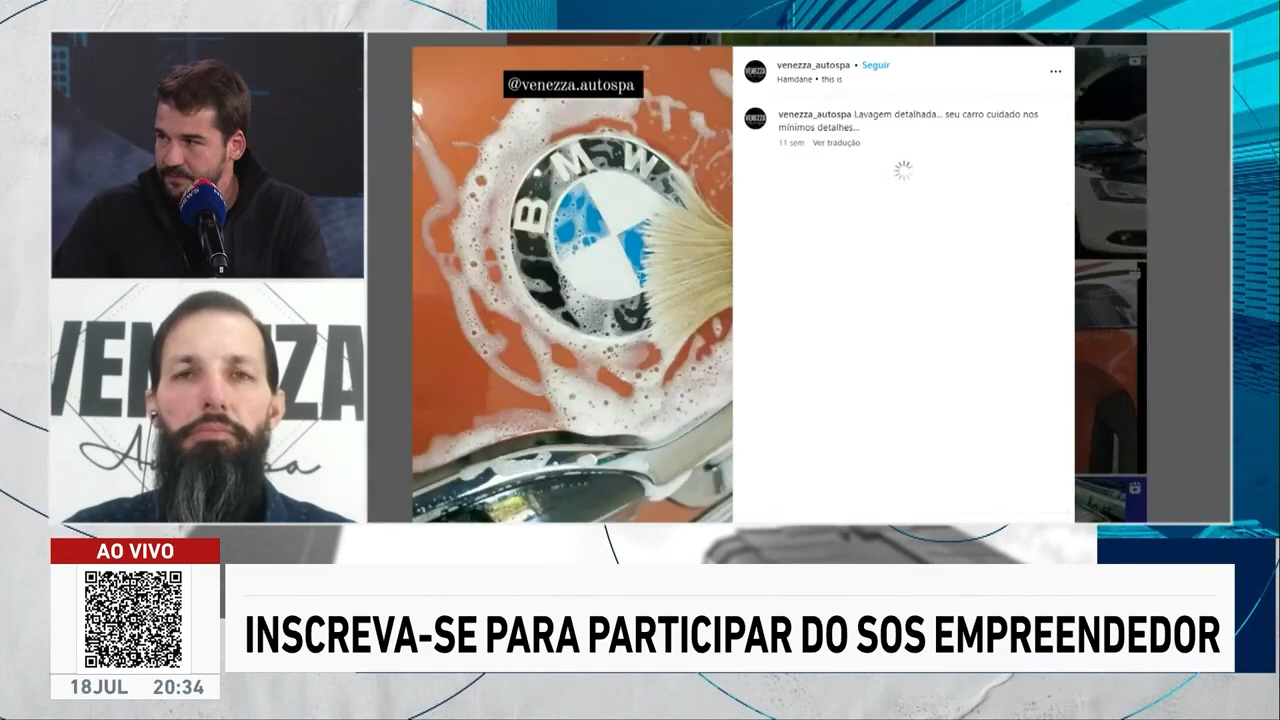 @venezza.autospa
BMW
venezza_autospa • Seguir
Hamdane • this is
venezza_autospa Lavagem detalhada... seu carro cuidado nos
mínimos detalhes...
11 sem Ver tradução
NEWS
VENEZZA
AO VIVO
INSCREVA-SE PARA PARTICIPAR DO SOS EMPREENDEDOR
18JUL 20:34